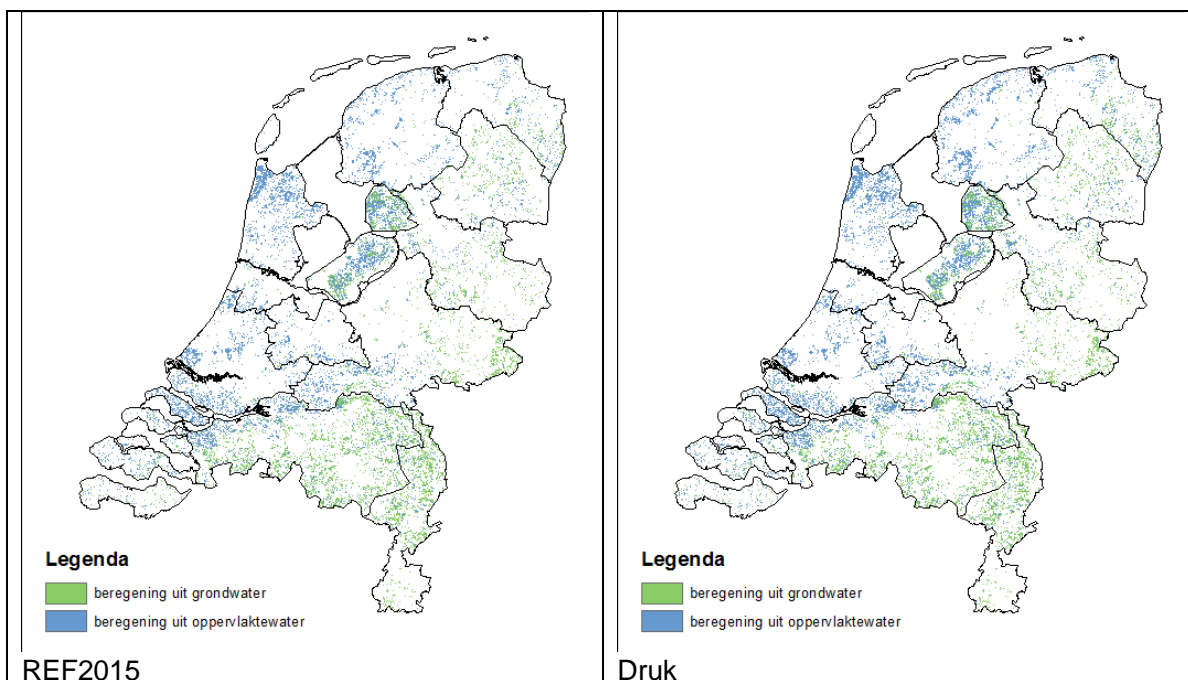 Legenda
beregening uit grondwater
beregening uit oppervlaktewater
REF2015
Legenda
beregening uit grondwater
beregening uit oppervlaktewater
Druk